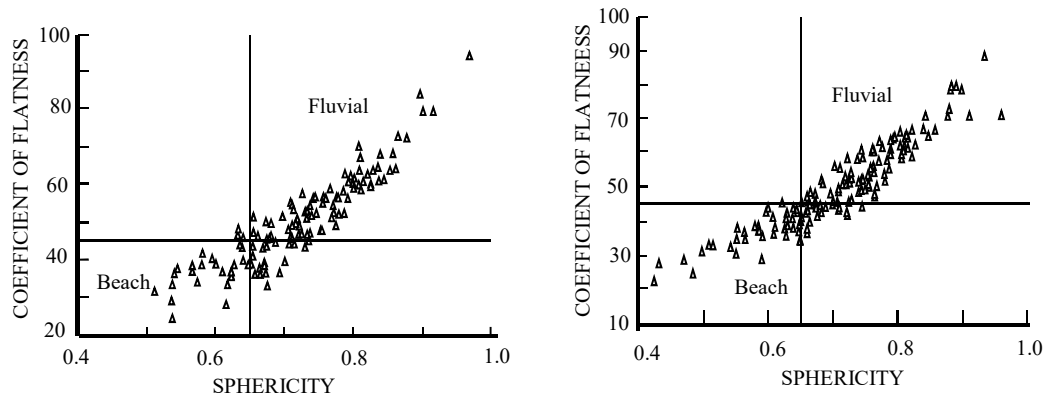 COEFFICIENT OF FLATNESS
100
80
60
40
20
Fluvial
Beach
0.4
0.6
0.8
1.0
SPHERICITY
COEFFICIENT OF FLATNEESS
100
90
70
50
30
10
Fluvial
Beach
0.4
0.6
0.8
1.0
SPHERICITY